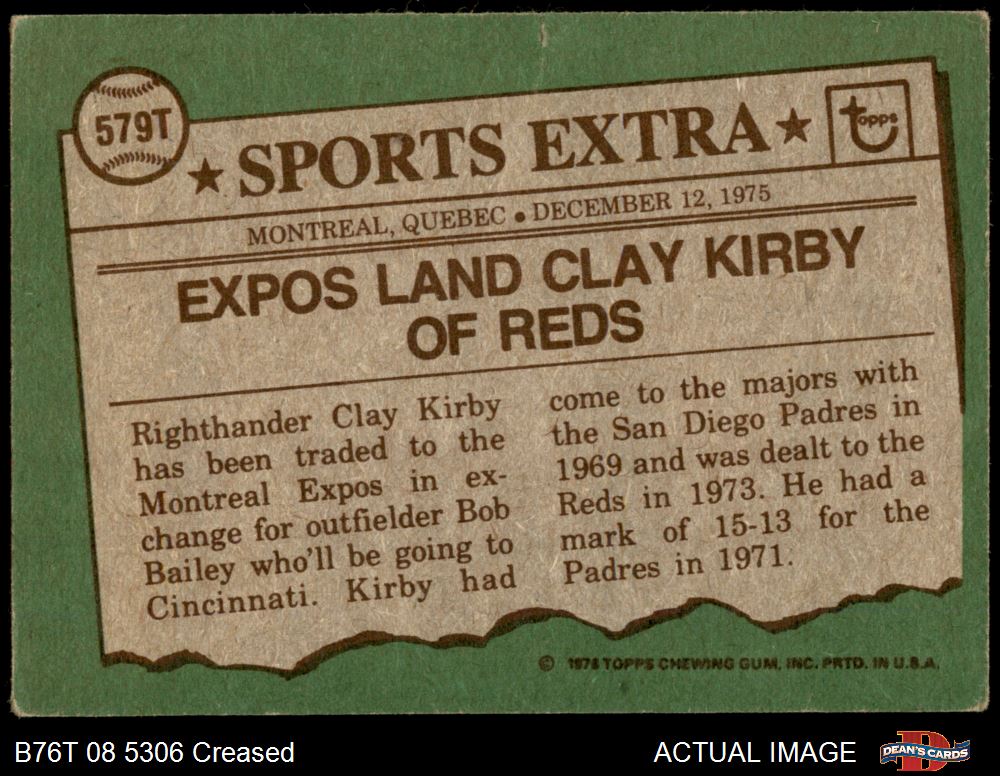 579T
★ SPORTS EXTRA ★
topps
MONTREAL, QUEBEC • DECEMBER 12, 1975
EXPOS LAND CLAY KIRBY
OF REDS
Righthander Clay Kirby
has been traded to the
Montreal Expos in ex-
change for outfielder Bob
Bailey who'll be going to
Cincinnati. Kirby had
come to the majors with
the San Diego Padres in
1969 and was dealt to the
Reds in 1973. He had a
mark of 15-13 for the
Padres in 1971.
© 1976 TOPPS CHEWING GUM, INC. PRTD. IN U.S.A.
B76T 08 5306 Creased
ACTUAL IMAGE
D
DEAN'S CARDS